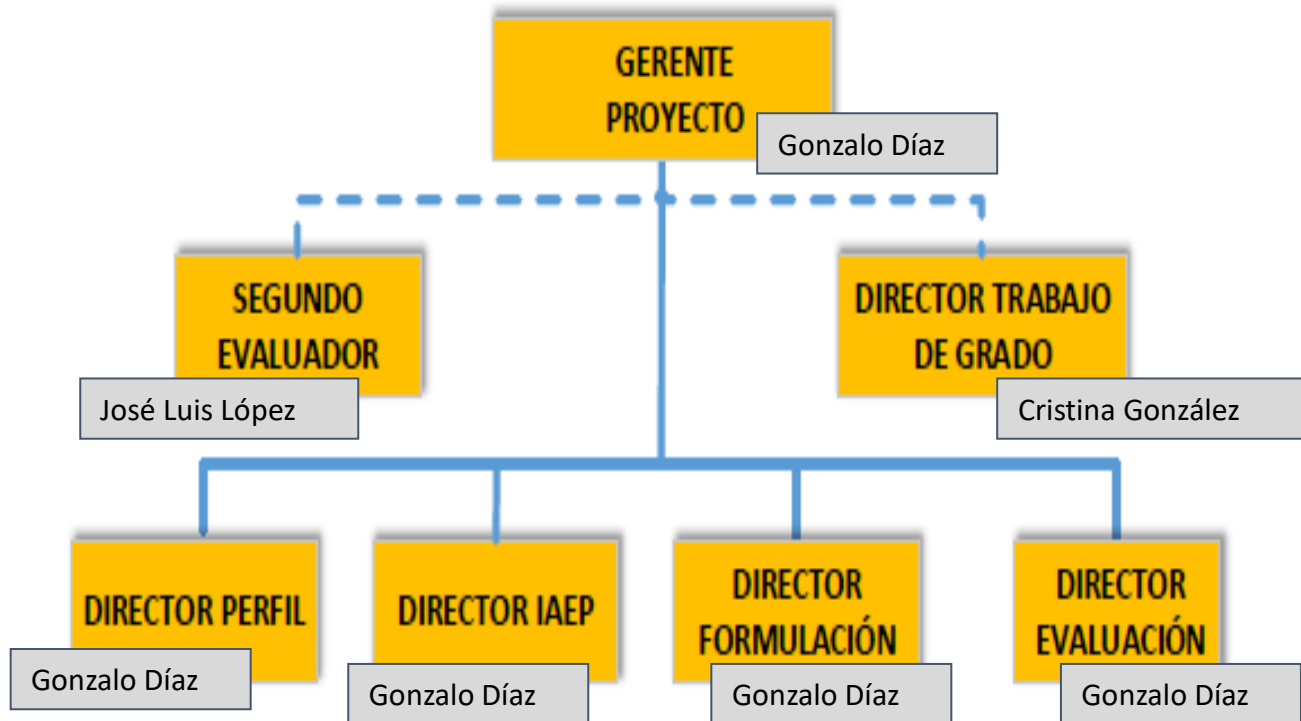 GERENTE
PROYECTO
Gonzalo Díaz
SEGUNDO
EVALUADOR
José Luis López
DIRECTOR TRABAJO
DE GRADO
Cristina González
DIRECTOR PERFIL
Gonzalo Díaz
DIRECTOR IAEP
Gonzalo Díaz
DIRECTOR
FORMULACIÓN
Gonzalo Díaz
DIRECTOR
EVALUACIÓN
Gonzalo Díaz